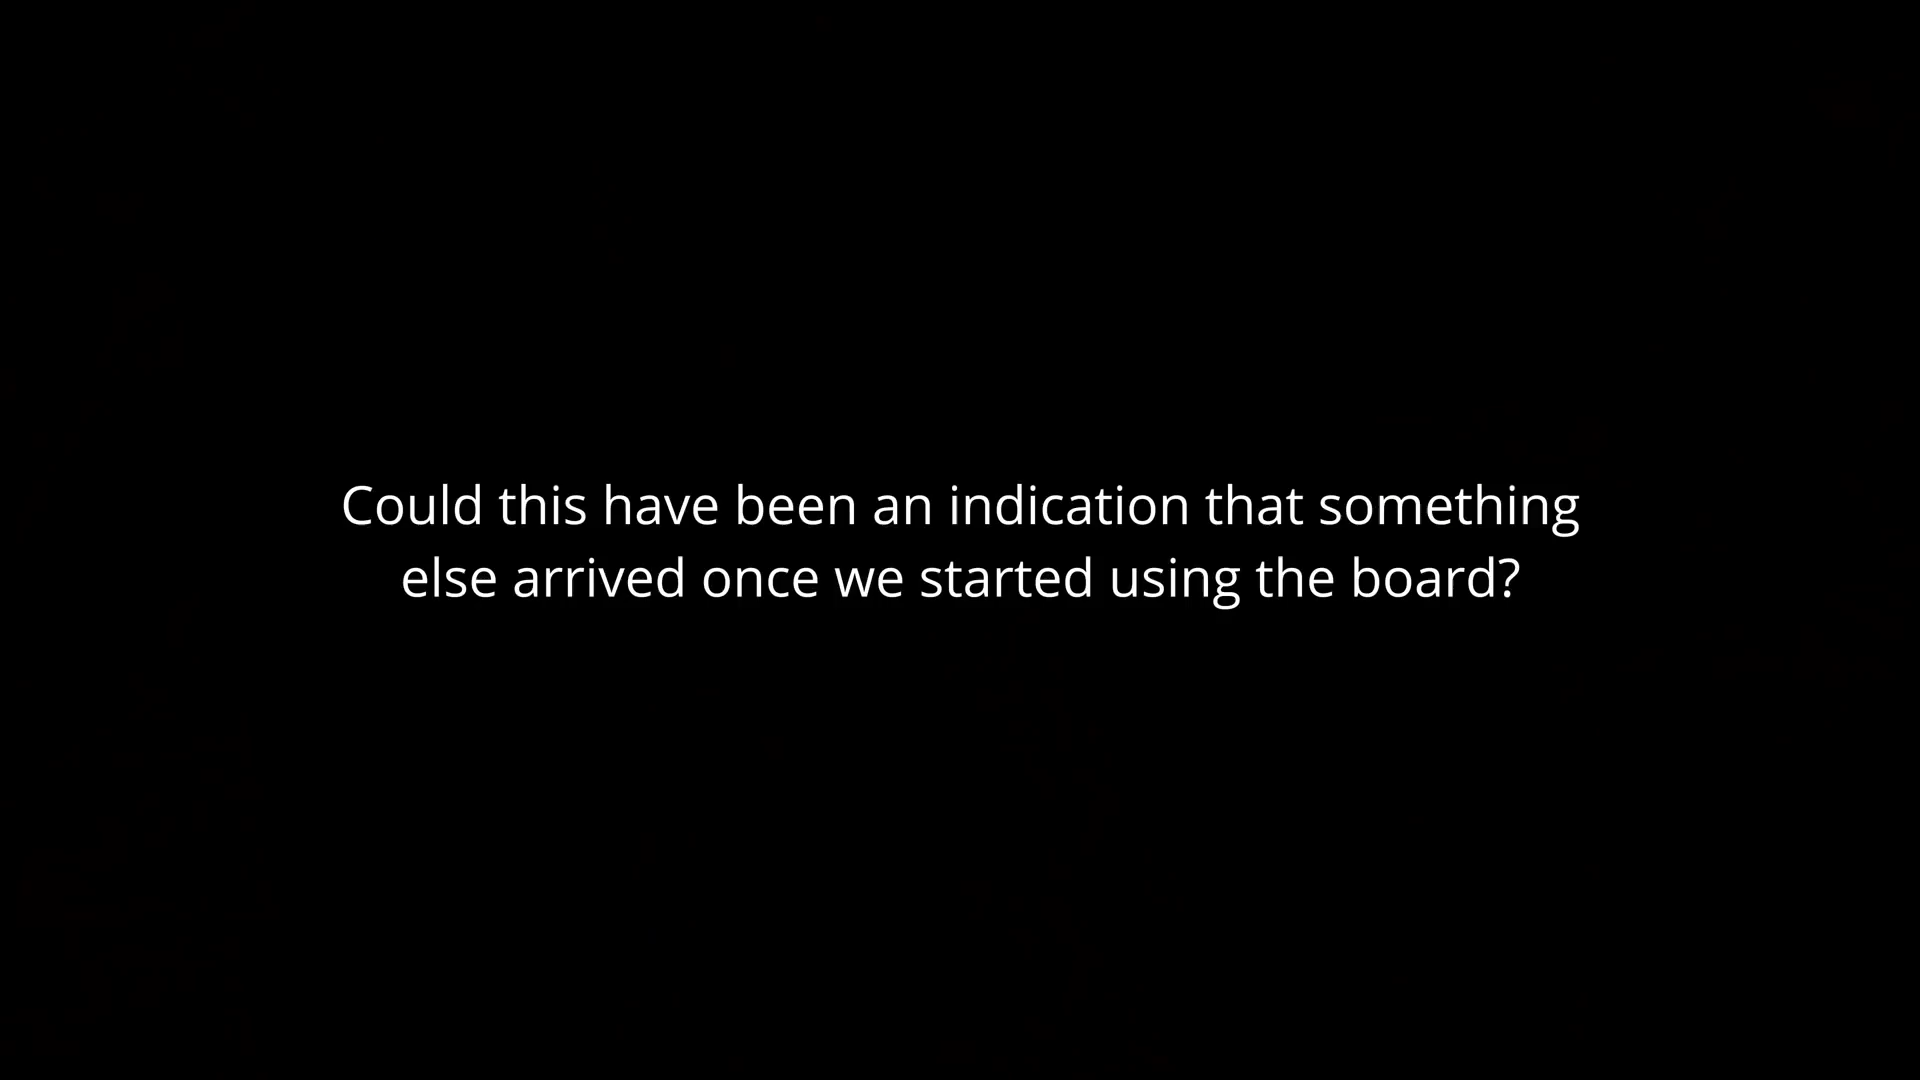 Could this have been an indication that something
else arrived once we started using the board?